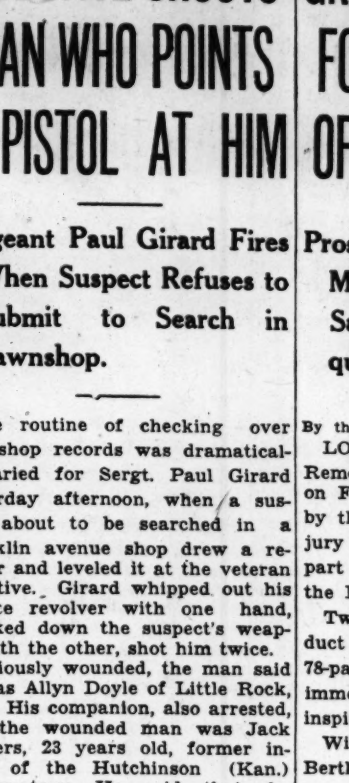 AN WHO POINTS
PISTOL AT HIM
geant Paul Girard Fires
When Suspect Refuses to
ubmit to Search in
awnshop.
e routine of checking over
shop records was dramatical-
aried for Sergt. Paul Girard
rday afternoon, when a sus-
about to be searched in a
klin avenue shop drew a re-
r and leveled it at the veteran
tive. Girard whipped out his
te revolver with one hand,
ked down the suspect's weap-
th the other, shot him twice.
iously wounded, the man said
as Allyn Doyle of Little Rock,
His companion, also arrested,
the wounded man was Jack
ers, 23 years old, former in-
of the Hutchinson (Kan.)
FO
OF
Pros
M
Sa
qu
By th
LO
Reme
on F
by th
jury
part
the I
Tw
duct
78-pa
imme
inspi
Wi
Bertl